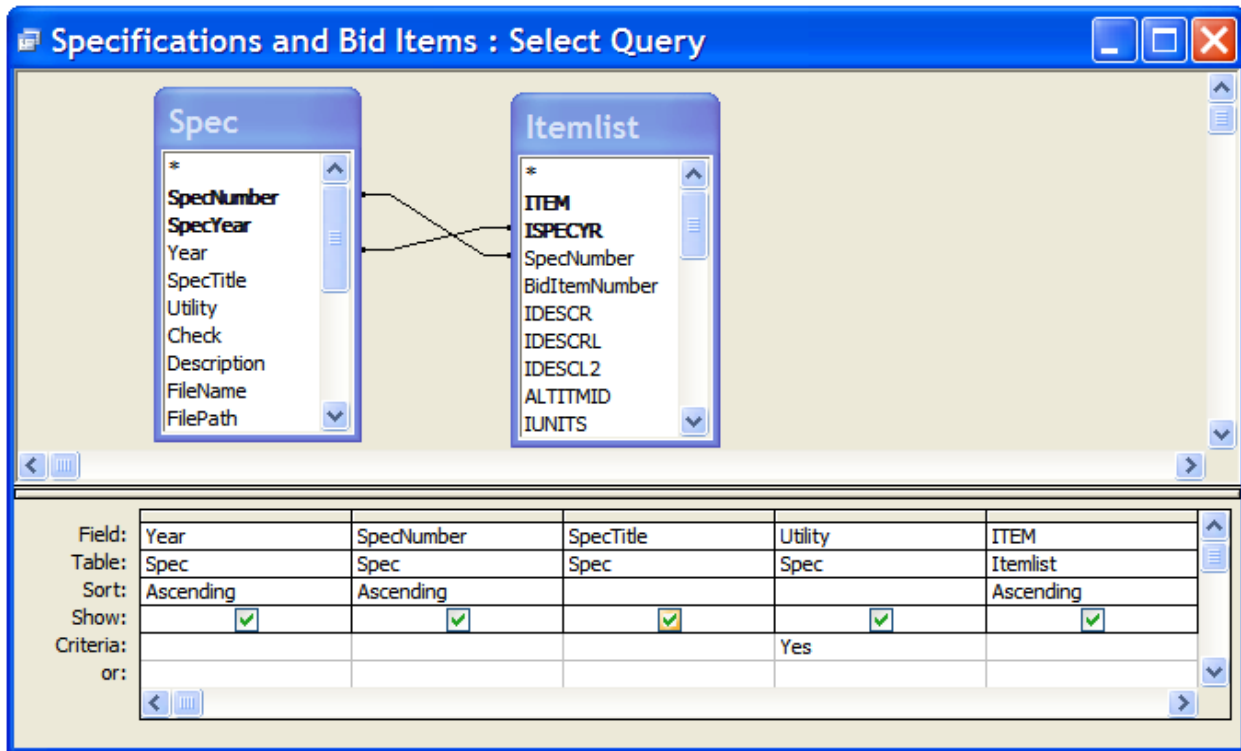 Specifications and Bid Items : Select Query
Spec
*
SpecNumber
SpecYear
Year
SpecTitle
Utility
Check
Description
FileName
FilePath
Itemlist
*
ITEM
ISPECYR
SpecNumber
BidItemNumber
IDESCR
IDESCRL
IDESCL2
ALTITMID
IUNITS
Field: Year SpecNumber SpecTitle Utility ITEM
Table: Spec Spec Spec Spec Itemlist
Sort: Ascending Ascending Ascending
Show:
Criteria: Yes
or: